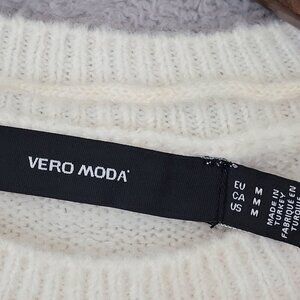 VERO MODA
EU M
CA M
US M
MADE IN
TURKEY
FABRIQUÉ EN
TURQUIE